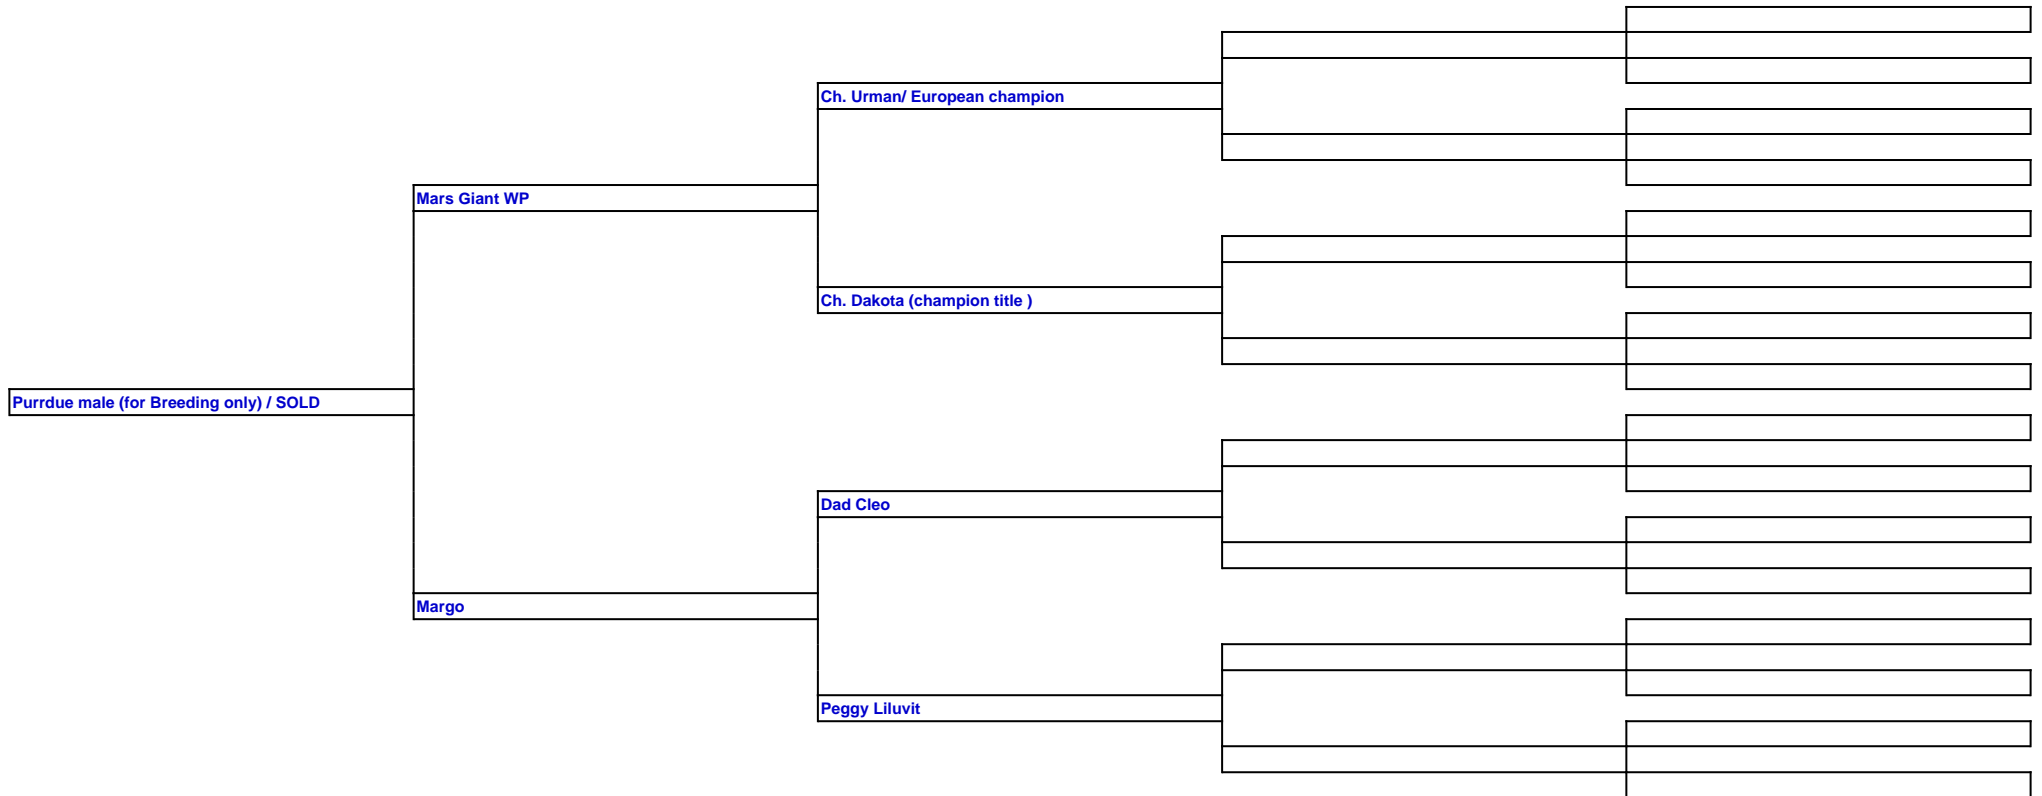 Ch. Urman/ European champion
Mars Giant WP
Ch. Dakota (champion title )
Purrdue male (for Breeding only) / SOLD
Dad Cleo
Margo
Peggy Liluvit